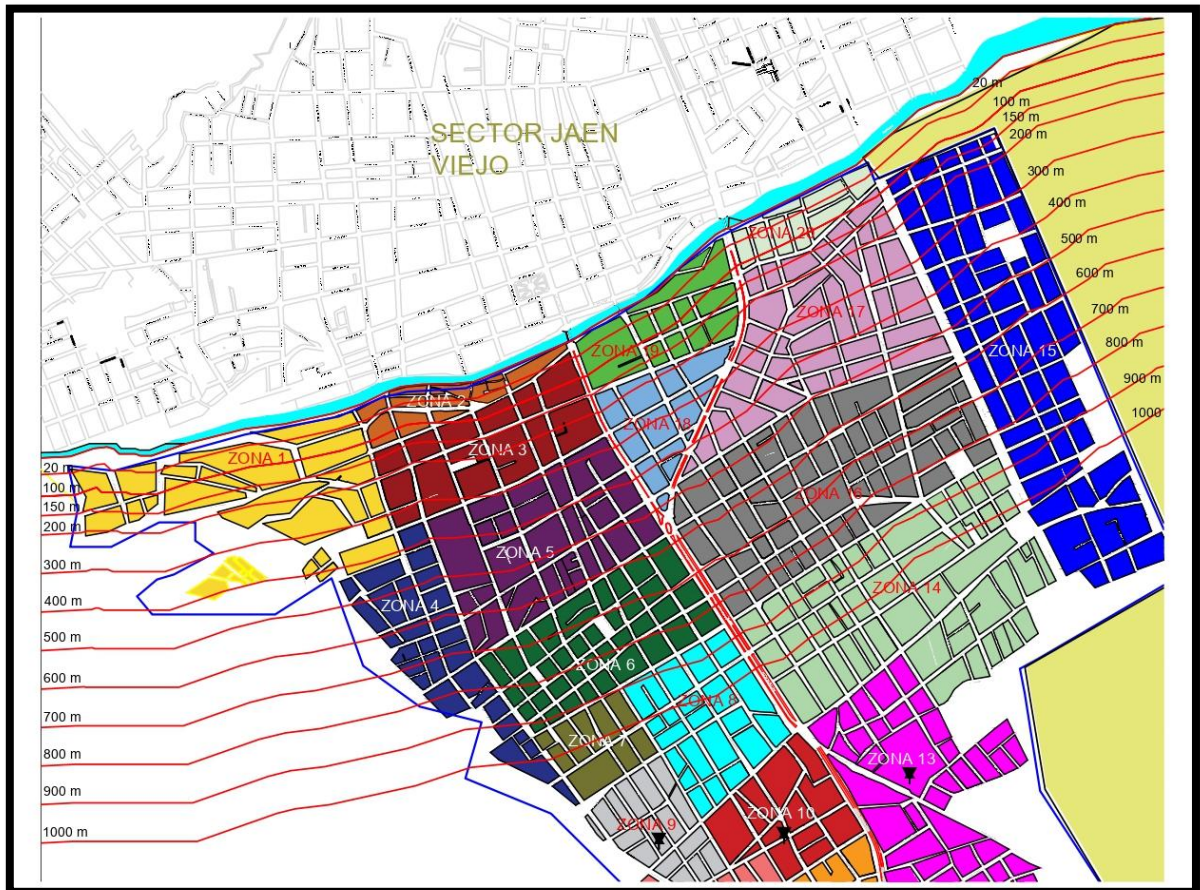 SECTOR JAEN
VIEJO
20 m
100 m
150 m
200 m
300 m
400 m
500 m
600 m
700 m
800 m
900 m
1000
ZONA 20
ZONA 17
ZONA 15
ZONA 19
ZONA 2
ZONA 18
ZONA 3
ZONA 1
ZONA 16
ZONA 5
ZONA 14
ZONA 4
ZONA 6
ZONA 8
ZONA 7
ZONA 13
ZONA 10
ZONA 9
20 m
100 m
150 m
200 m
300 m
400 m
500 m
600 m
700 m
800 m
900 m
1000 m